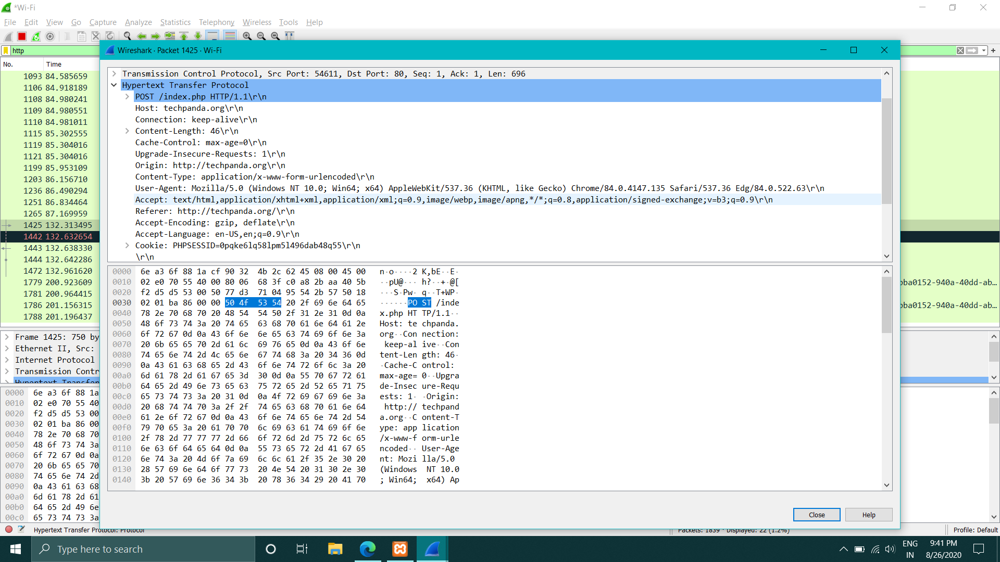 *Wi-Fi
File Edit View Go Capture Analyze Statistics Telephony Wireless Tools Help
http
Wireshark · Packet 1425 · Wi-Fi
No. Time
1093 84.585659
1106 84.918189
1108 84.980241
1109 84.980551
1110 84.981011
1115 85.302555
1119 85.304016
1121 85.304016
1199 85.953109
1203 86.156710
1236 86.490294
1251 86.834464
1265 87.169959
1425 132.313495
1442 132.632654
1443 132.638330
1444 132.642286
1472 132.961620
1779 200.923609
1781 200.964415
1786 201.156315
1788 201.196437
ba0152-940a-40dd-ab…
ba0152-940a-40dd-ab…
Transmission Control Protocol, Src Port: 54611, Dst Port: 80, Seq: 1, Ack: 1, Len: 696
Hypertext Transfer Protocol
POST /index.php HTTP/1.1\r\n
Host: techpanda.org\r\n
Connection: keep-alive\r\n
Content-Length: 46\r\n
Cache-Control: max-age=0\r\n
Upgrade-Insecure-Requests: 1\r\n
Origin: http://techpanda.org\r\n
Content-Type: application/x-www-form-urlencoded\r\n
User-Agent: Mozilla/5.0 (Windows NT 10.0; Win64; x64) AppleWebKit/537.36 (KHTML, like Gecko) Chrome/84.0.4147.135 Safari/537.36 Edg/84.0.522.63\r\n
Accept: text/html,application/xhtml+xml,application/xml;q=0.9,image/webp,image/apng,*/*;q=0.8,application/signed-exchange;v=b3;q=0.9\r\n
Referer: http://techpanda.org/\r\n
Accept-Encoding: gzip, deflate\r\n
Accept-Language: en-US,en;q=0.9\r\n
Cookie: PHPSESSID=0pqke6lq58lpm5l496dab48q55\r\n
\r\n
0000 6e a3 6f 88 1a cf 90 32 4b 2c 62 45 08 00 45 00 n·o····2 K,bE··E·
0010 02 e0 70 55 40 00 80 06 68 3f c0 a8 2b aa 40 5b ··pU@··· h?··+·@[
0020 f2 d5 d5 53 00 50 77 d3 71 04 95 54 2b 57 50 18 ···S·Pw· q··T+WP·
0030 02 01 ba 86 00 00 50 4f 53 54 20 2f 69 6e 64 65 ······PO ST /inde
0040 78 2e 70 68 70 20 48 54 54 50 2f 31 2e 31 0d 0a x.php HT TP/1.1··
0050 48 6f 73 74 3a 20 74 65 63 68 70 61 6e 64 61 2e Host: te chpanda.
0060 6f 72 67 0d 0a 43 6f 6e 6e 65 63 74 69 6f 6e 3a org··Con nection:
0070 20 6b 65 65 70 2d 61 6c 69 76 65 0d 0a 43 6f 6e keep-al ive··Con
0080 74 65 6e 74 2d 4c 65 6e 67 74 68 3a 20 34 36 0d tent-Len gth: 46·
0090 0a 43 61 63 68 65 2d 43 6f 6e 74 72 6f 6c 3a 20 ·Cache-C ontrol:
00a0 6d 61 78 2d 61 67 65 3d 30 0d 0a 55 70 67 72 61 max-age= 0··Upgra
00b0 64 65 2d 49 6e 73 65 63 75 72 65 2d 52 65 71 75 de-Insec ure-Requ
00c0 65 73 74 73 3a 20 31 0d 0a 4f 72 69 67 69 6e 3a ests: 1· ·Origin:
00d0 20 68 74 74 70 3a 2f 2f 74 65 63 68 70 61 6e 64 http:// techpand
00e0 61 2e 6f 72 67 0d 0a 43 6f 6e 74 65 6e 74 2d 54 a.org··C ontent-T
00f0 79 70 65 3a 20 61 70 70 6c 69 63 61 74 69 6f 6e ype: app lication
0100 2f 78 2d 77 77 77 2d 66 6f 72 6d 2d 75 72 6c 65 /x-www-f orm-urle
0110 6e 63 6f 64 65 64 0d 0a 55 73 65 72 2d 41 67 65 ncoded·· User-Age
0120 6e 74 3a 20 4d 6f 7a 69 6c 6c 61 2f 35 2e 30 20 nt: Mozi lla/5.0
0130 28 57 69 6e 64 6f 77 73 20 4e 54 20 31 30 2e 30 (Windows NT 10.0
0140 3b 20 57 69 6e 36 34 3b 20 78 36 34 29 20 41 70 ; Win64; x64) Ap
Close Help
Frame 1425: 750 by
Ethernet II, Src:
Internet Protocol
Transmission Contr
Hypertext Transfer
0000 6e a3 6f 88 1a
0010 02 e0 70 55 40
0020 f2 d5 d5 53 00
0030 02 01 ba 86 00
0040 78 2e 70 68 70
0050 48 6f 73 74 3a
0060 6f 72 67 0d 0a
0070 20 6b 65 65 70
0080 74 65 6e 74 2d
0090 0a 43 61 63 68
00a0 6d 61 78 2d 61
00b0 64 65 2d 49 6e
00c0 65 73 74 73 3a
Hypertext Transfer Protocol: Protocol
Packets: 1839 · Displayed: 22 (1.2%)
Profile: Default
Type here to search
ENG
IN
9:41 PM
8/26/2020